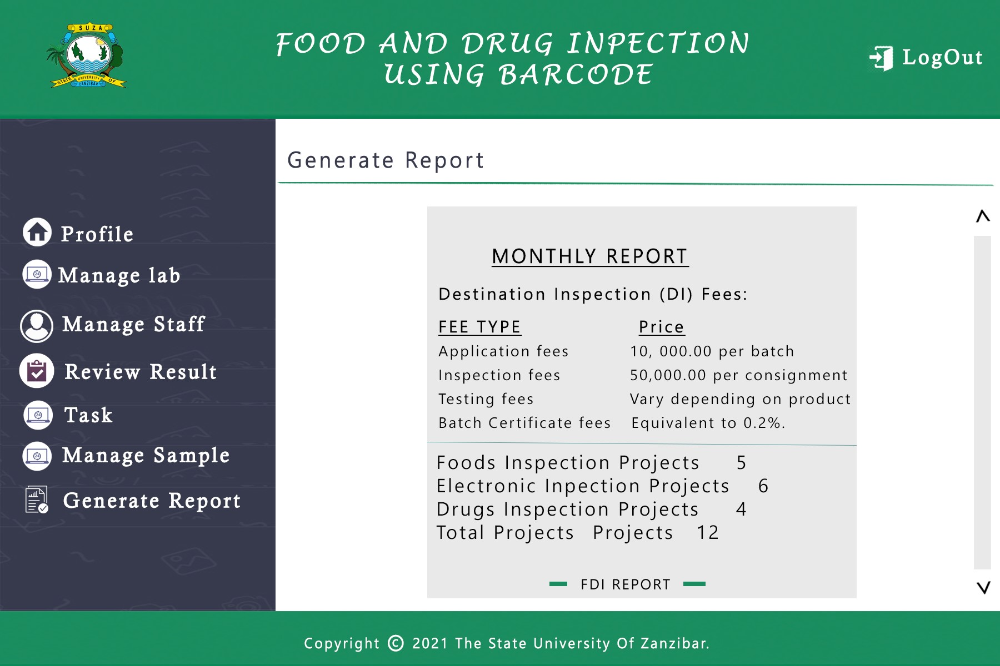 SUZA
STATE UNIVERSITY OF
ZANZIBAR
FOOD AND DRUG INPECTION
USING BARCODE
LogOut
Generate Report
Profile
Manage lab
Manage Staff
Review Result
Task
Manage Sample
Generate Report
MONTHLY REPORT
Destination Inspection (DI) Fees:
FEE TYPE Price
Application fees 10, 000.00 per batch
Inspection fees 50,000.00 per consignment
Testing fees Vary depending on product
Batch Certificate fees Equivalent to 0.2%.
Foods Inspection Projects 5
Electronic Inpection Projects 6
Drugs Inspection Projects 4
Total Projects Projects 12
FDI REPORT
Copyright © 2021 The State University Of Zanzibar.